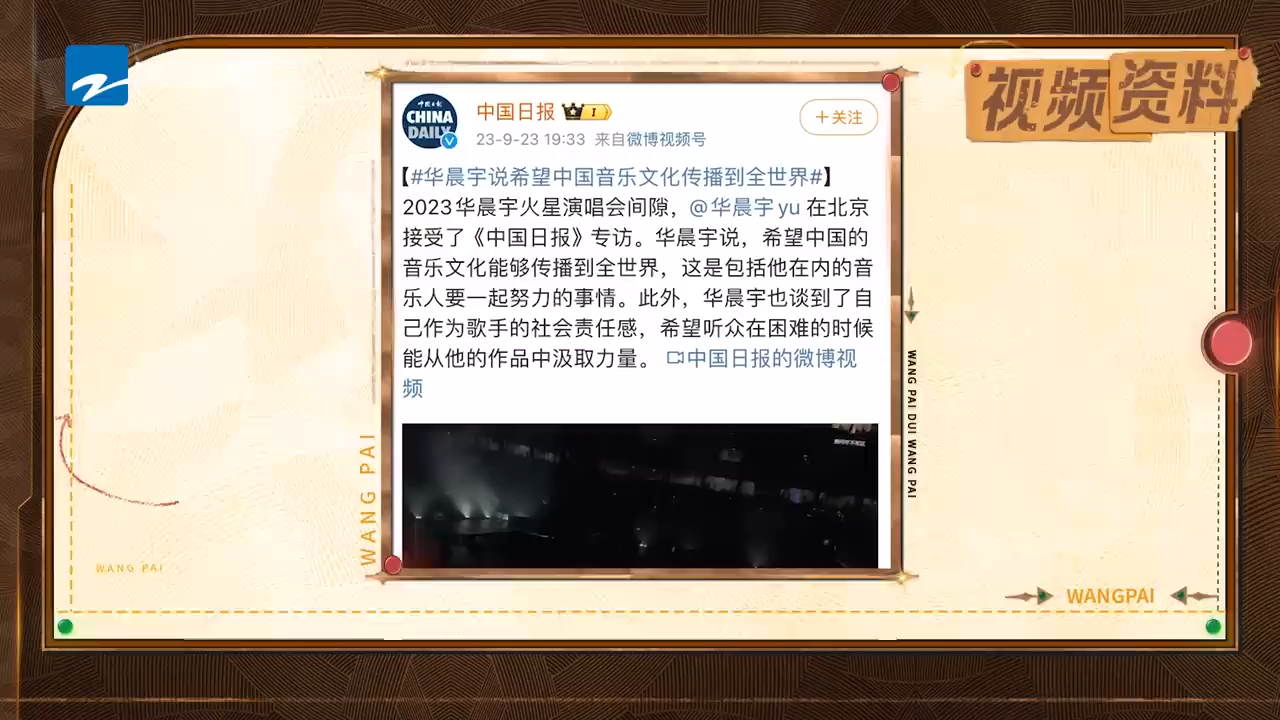 视频资料
中国日报
CHINA
DAILY
中国日报 I
+关注
23-9-23 19:33 来自微博视频号
【#华晨宇说希望中国音乐文化传播到全世界#】
2023华晨宇火星演唱会间隙，@华晨宇yu 在北京
接受了《中国日报》专访。华晨宇说，希望中国的
音乐文化能够传播到全世界，这是包括他在内的音
乐人要一起努力的事情。此外，华晨宇也谈到了自
己作为歌手的社会责任感，希望听众在困难的时候
能从他的作品中汲取力量。 中国日报的微博视
频
WANG PAI
WANG PAI DUI WANG PAI
WANG PAI
WANGPAI